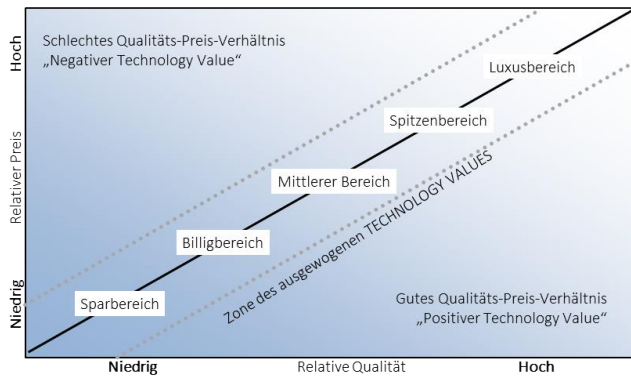 Hoch
Schlechtes Qualitäts-Preis-Verhältnis
„Negativer Technology Value“
Luxusbereich
Spitzenbereich
Relativer Preis
Mittlerer Bereich
Zone des ausgewogenen TECHNOLOGY VALUES
Billigbereich
Niedrig
Sparbereich
Gutes Qualitäts-Preis-Verhältnis
„Positiver Technology Value“
Niedrig
Relative Qualität
Hoch